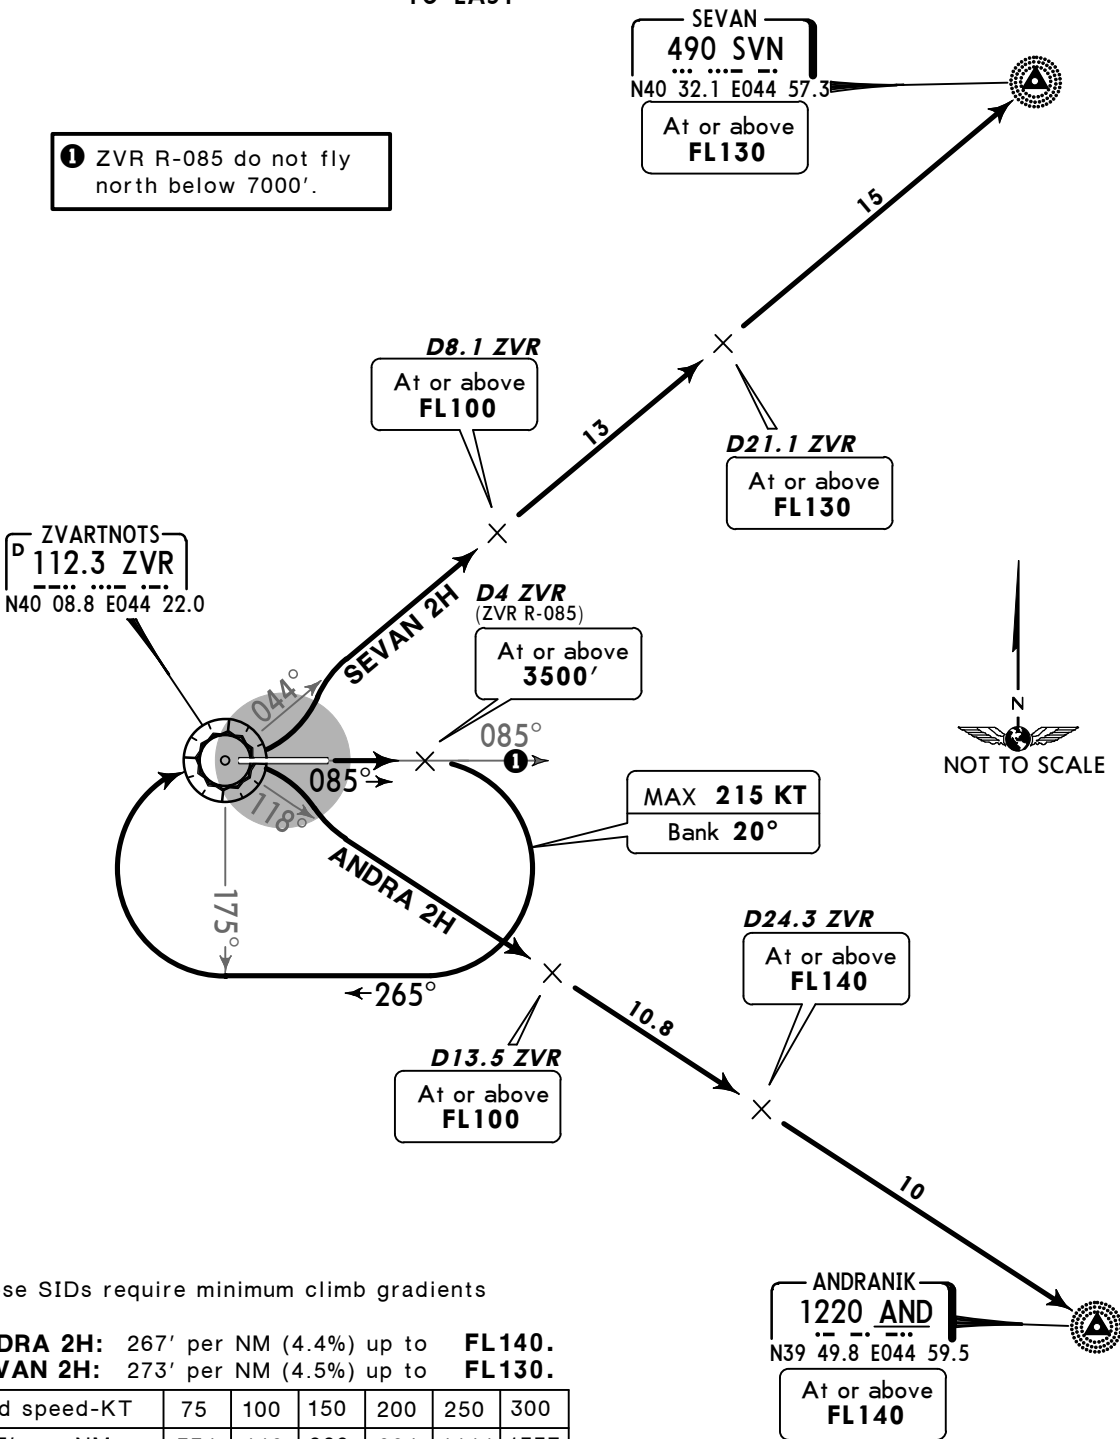 SEVAN
490 SVN
N40 32.1 E044 57.3
At or above
FL130
❶ ZVR R-085 do not fly
north below 7000'.
15
D8.1 ZVR
At or above
FL100
13
D21.1 ZVR
At or above
FL130
ZVARTNOTS
D 112.3 ZVR
N40 08.8 E044 22.0
SEVAN 2H
D4 ZVR
(ZVR R-085)
At or above
3500'
044°
085°
❶
085°
118°
N
NOT TO SCALE
MAX 215 KT
Bank 20°
ANDRA 2H
175°
265°
D24.3 ZVR
At or above
FL140
10.8
D13.5 ZVR
At or above
FL100
10
se SIDs require minimum climb gradients
ANDRANIK
1220 AND
N39 49.8 E044 59.5
At or above
FL140
DRA 2H: 267' per NM (4.4%) up to FL140.
VAN 2H: 273' per NM (4.5%) up to FL130.
d speed-KT 75 100 150 200 250 300